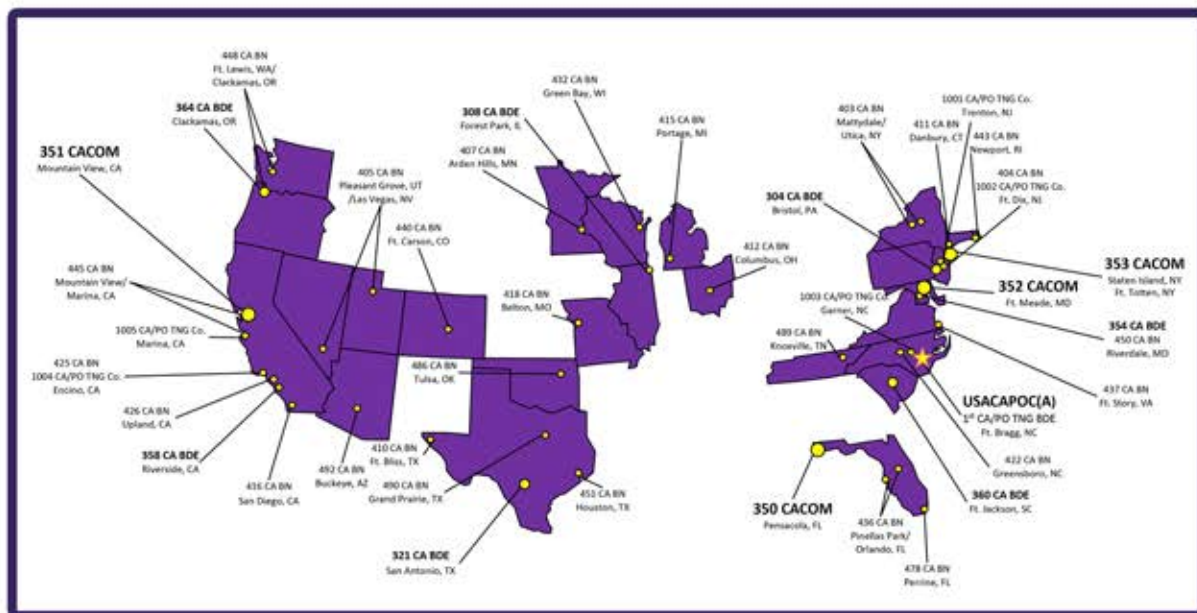 448 CA BN
Ft. Lewis, WA/
Clackamas, OR
364 CA BDE
Clackamas, OR
351 CACOM
Mountain View, CA
405 CA BN
Pleasant Grove, UT
/Las Vegas, NV
440 CA BN
Ft. Carson, CO
445 CA BN
Mountain View/
Marina, CA
1005 CA/PO TNG Co.
Marina, CA
425 CA BN
1004 CA/PO TNG Co.
Encino, CA
426 CA BN
Upland, CA
358 CA BDE
Riverside, CA
416 CA BN
San Diego, CA
492 CA BN
Buckeye, AZ
410 CA BN
Ft. Bliss, TX
490 CA BN
Grand Prairie, TX
486 CA BN
Tulsa, OK
321 CA BDE
San Antonio, TX
451 CA BN
Houston, TX
418 CA BN
Belton, MO
308 CA BDE
Forest Park, IL
407 CA BN
Arden Hills, MN
432 CA BN
Green Bay, WI
415 CA BN
Portage, MI
412 CA BN
Columbus, OH
403 CA BN
Mattydale/
Utica, NY
1001 CA/PO TNG Co.
Trenton, NJ
411 CA BN
Danbury, CT
443 CA BN
Newport, RI
404 CA BN
1002 CA/PO TNG Co.
Ft. Dix, NJ
304 CA BDE
Bristol, PA
353 CACOM
Staten Island, NY
Ft. Totten, NY
352 CACOM
Ft. Meade, MD
354 CA BDE
450 CA BN
Riverdale, MD
1003 CA/PO TNG Co.
Garner, NC
489 CA BN
Knoxville, TN
437 CA BN
Ft. Story, VA
USACAPOC(A)
1st CA/PO TNG BDE
Ft. Bragg, NC
422 CA BN
Greensboro, NC
360 CA BDE
Ft. Jackson, SC
350 CACOM
Pensacola, FL
436 CA BN
Pinellas Park/
Orlando, FL
478 CA BN
Perrine, FL